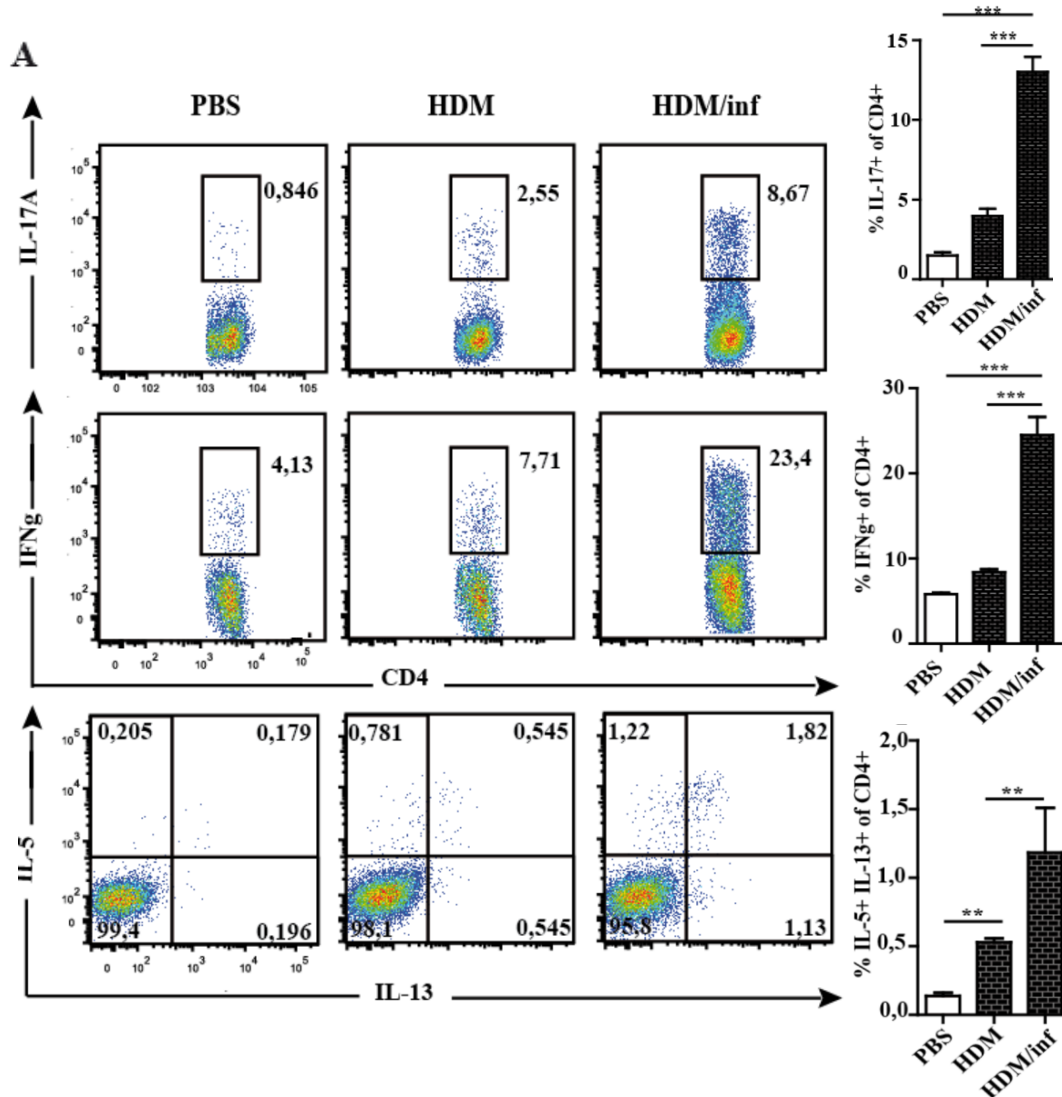 A
PBS HDM HDM/inf
IL-17A
10⁵
10⁴
10³
10²
0
0,846
2,55
8,67
0 102 103 104 105
IFNg
10⁵
10⁴
10³
10²
0
4,13
7,71
23,4
0 10² 10³ 10⁴ 10⁵
CD4
IL-5
10⁵
10⁴
10³
10²
0
0,205 0,179
99,4 0,196
0,781 0,545
98,1 0,545
1,22 1,82
95,8 1,13
0 10² 10³ 10⁴ 10⁵
IL-13
% IL-17+ of CD4+
***
***
15
10
5
0
PBS HDM HDM/inf
% IFNg+ of CD4+
***
***
30
20
10
0
PBS HDM HDM/inf
% IL-5+ IL-13+ of CD4+
**
**
2,0
1,5
1,0
0,5
0,0
PBS HDM HDM/inf